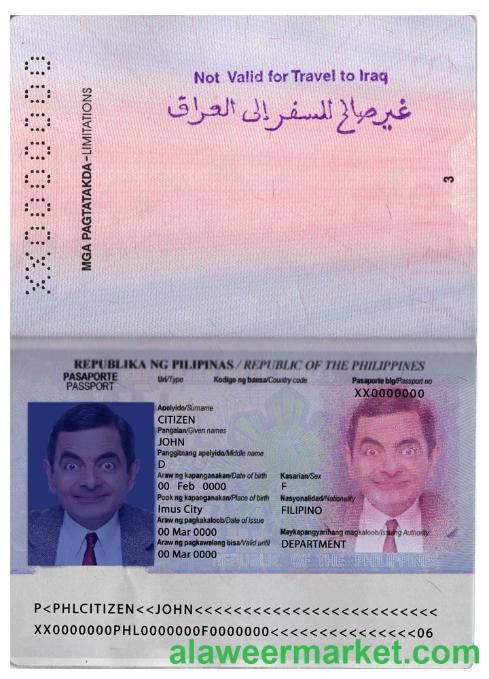 XX0000000
MGA PAGTATAKDA-LIMITATIONS
Not Valid for Travel to Iraq
غير صالح للسفر إلى العراق
3
REPUBLIKA NG PILIPINAS / REPUBLIC OF THE PHILIPPINES
PASAPORTE
PASSPORT
Uri/Type Kodigo ng bansa/Country code Pasaporte blg/Passport no
XX0000000
Apelyido/Surname
CITIZEN
Pangalan/Given names
JOHN
Panggitnang apelyido/Middle name
D
Araw ng kapanganakan/Date of birth Kasarian/Sex
00 Feb 0000 F
Pook ng kapanganakan/Place of birth Nasyonalidad/Nationality
Imus City FILIPINO
Araw ng pagkakaloob/Date of issue Maykapangyarihang magkaloob/Issuing Authority
00 Mar 0000 DEPARTMENT
Araw ng pagkawalang bisa/Valid until
00 Mar 0000
REPUBLIC OF THE PHILIPPINES
P<PHLCITIZEN<<JOHN<<<<<<<<<<<<<<<<<<<<<<<<<<
XX0000000PHL0000000F0000000<<<<<<<<<<<<<<<06
alaweermarket.com